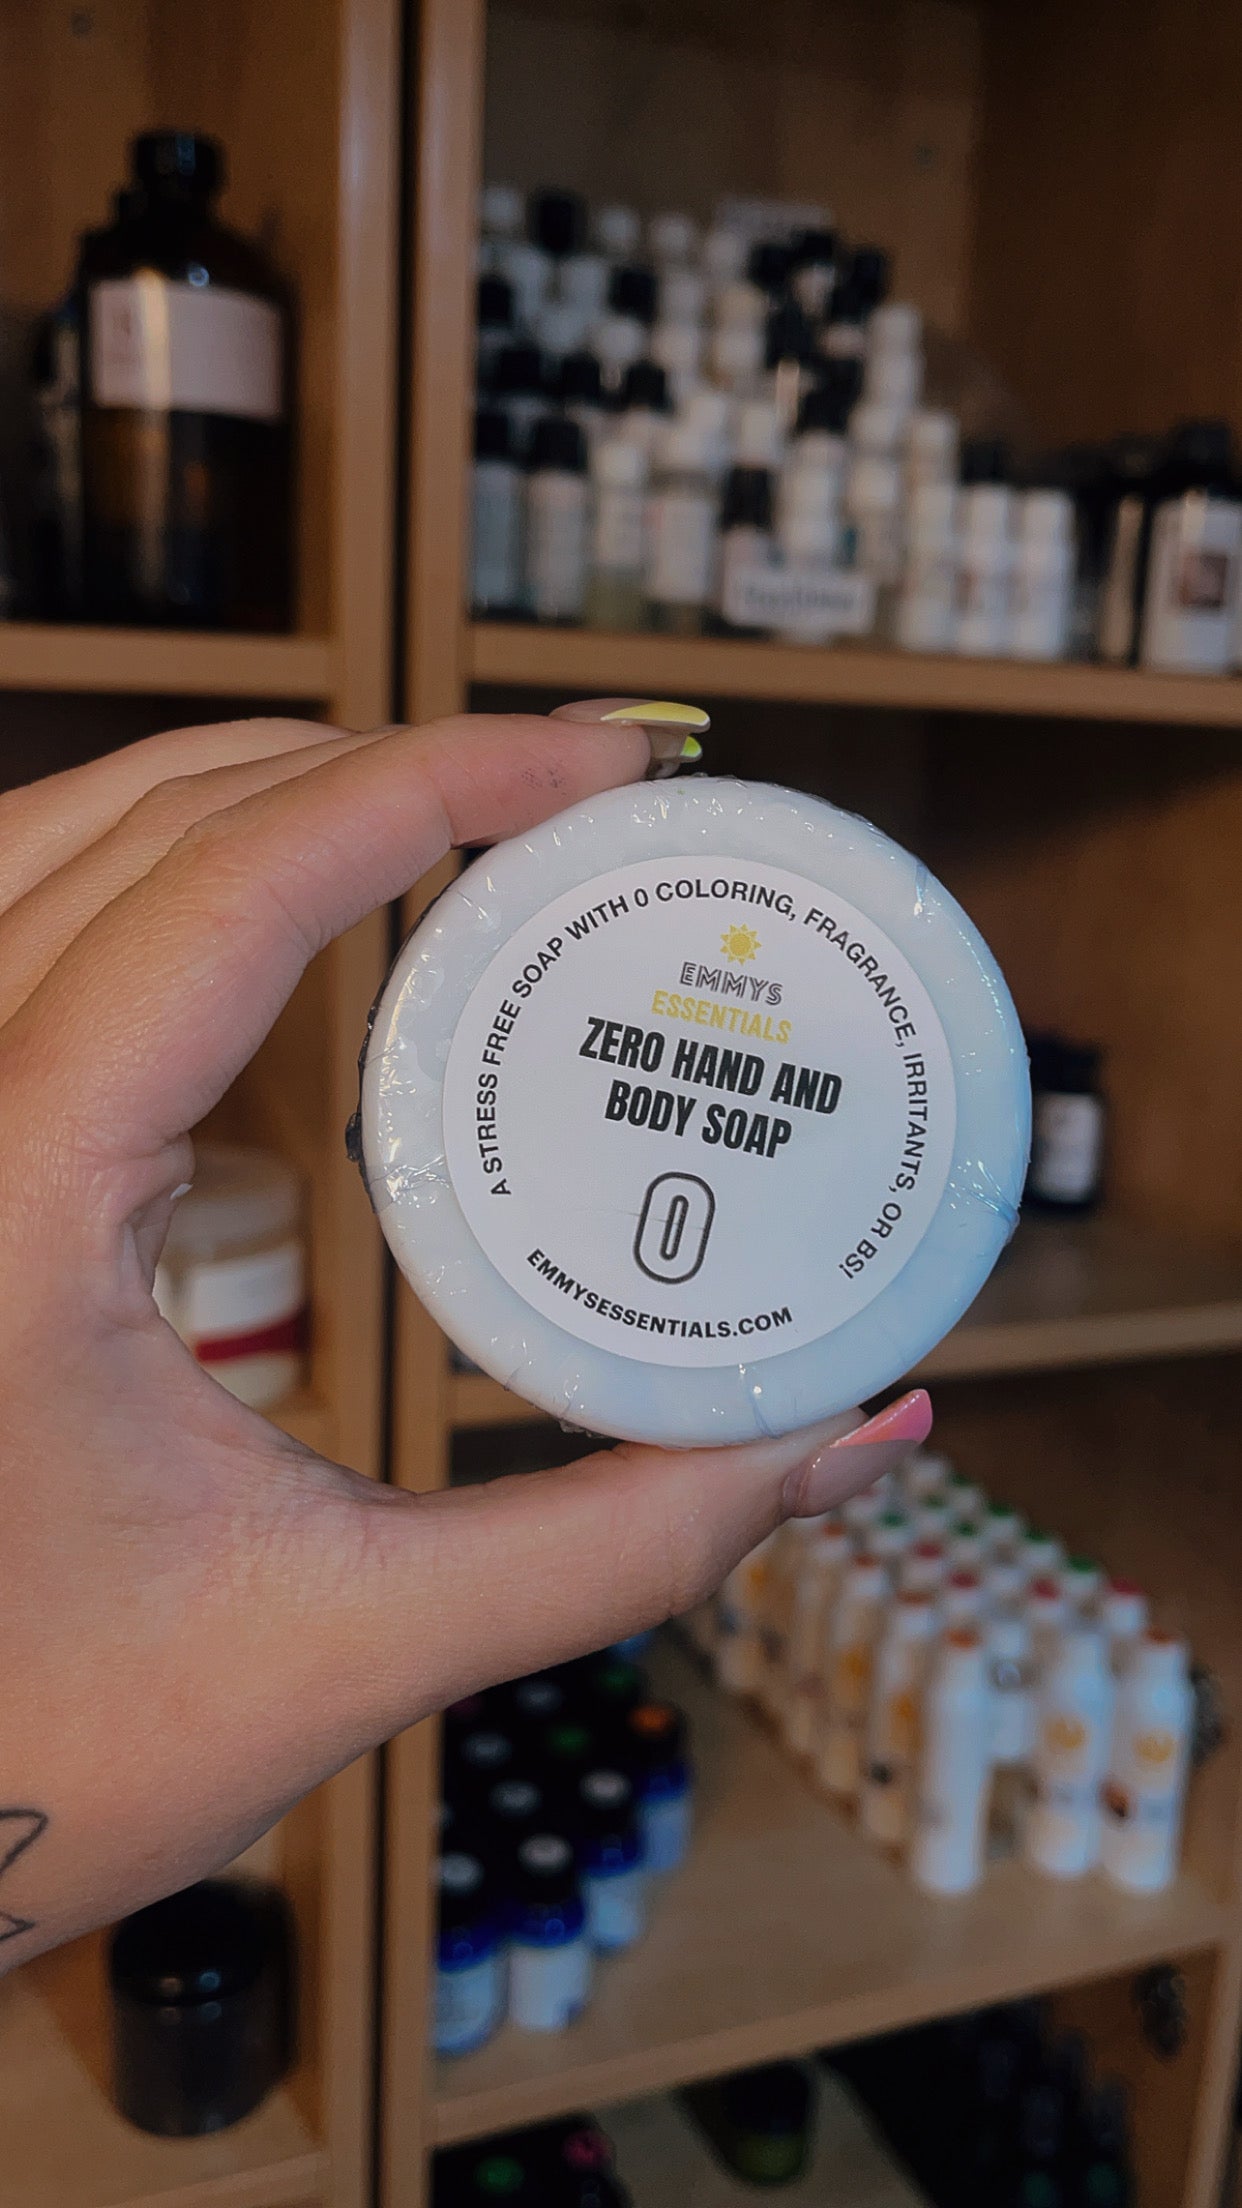 A STRESS FREE SOAP WITH 0 COLORING, FRAGRANCE, IRRITANTS, OR BS!
EMMYS
ESSENTIALS
ZERO HAND AND
BODY SOAP
0
EMMYSESSENTIALS.COM